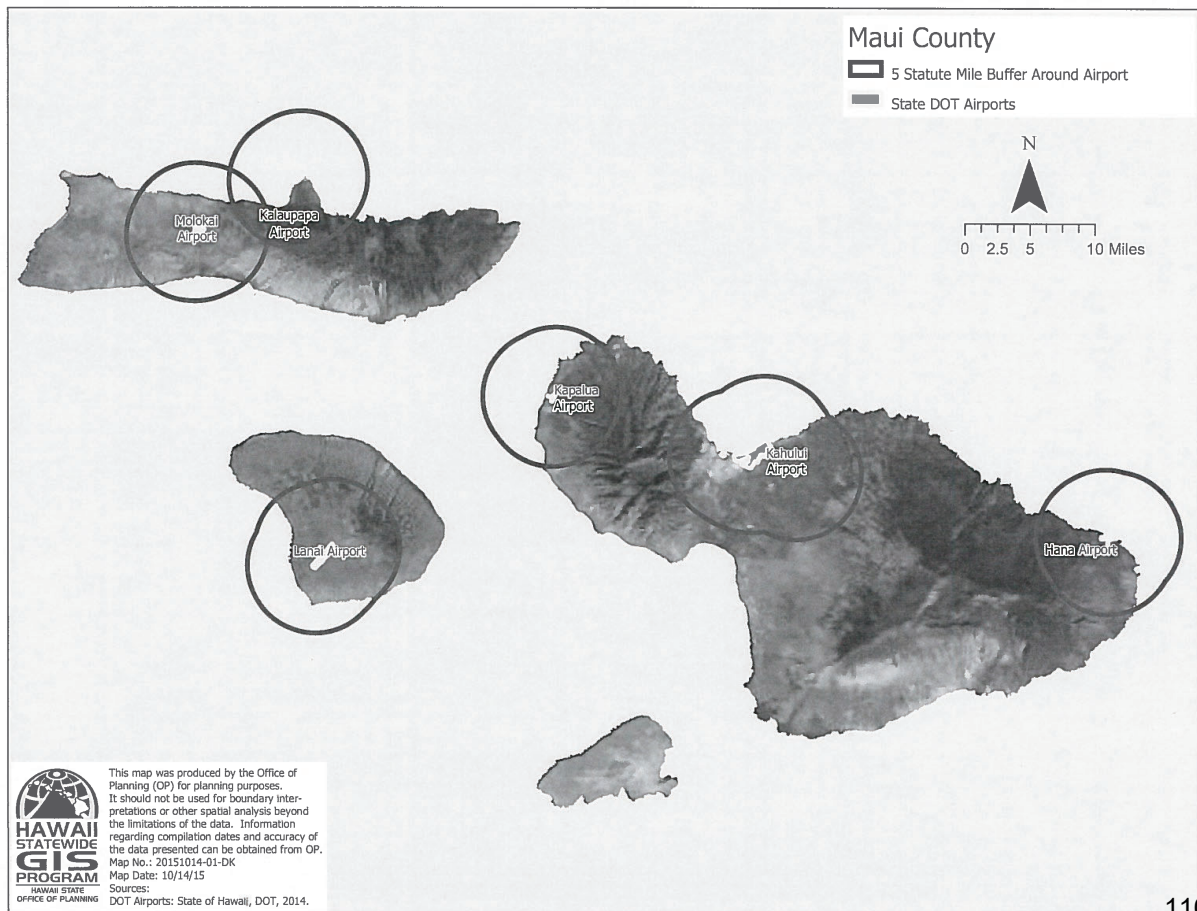 Maui County
5 Statute Mile Buffer Around Airport
State DOT Airports
N
0 2.5 5 10 Miles
Molokai
Airport
Kalaupapa
Airport
Kapalua
Airport
Kahului
Airport
Lanai Airport
Hana Airport
HAWAII
STATEWIDE
GIS
PROGRAM
HAWAII STATE
OFFICE OF PLANNING
This map was produced by the Office of
Planning (OP) for planning purposes.
It should not be used for boundary inter-
pretations or other spatial analysis beyond
the limitations of the data. Information
regarding compilation dates and accuracy of
the data presented can be obtained from OP.
Map No.: 20151014-01-DK
Map Date: 10/14/15
Sources:
DOT Airports: State of Hawaii, DOT, 2014.